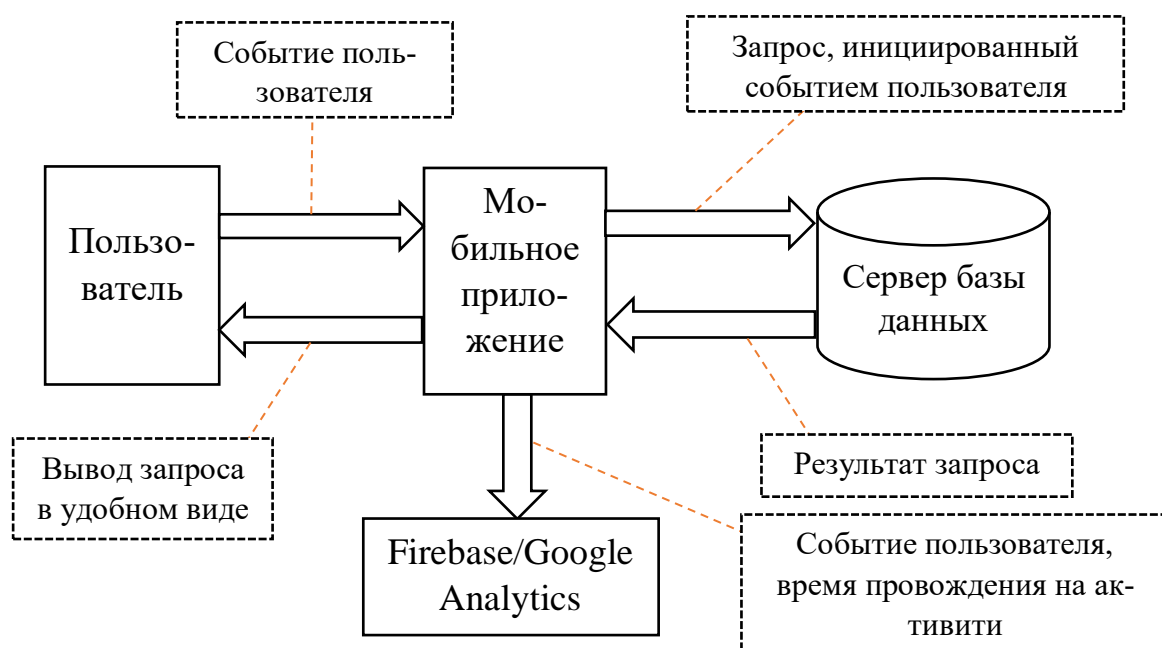 Событие поль-
зователя
Запрос, инициированный
событием пользователя
Пользо-
ватель
Мо-
бильное
прило-
жение
Сервер базы
данных
Вывод запроса
в удобном виде
Результат запроса
Firebase/Google
Analytics
Событие пользователя,
время провождения на ак-
тивити